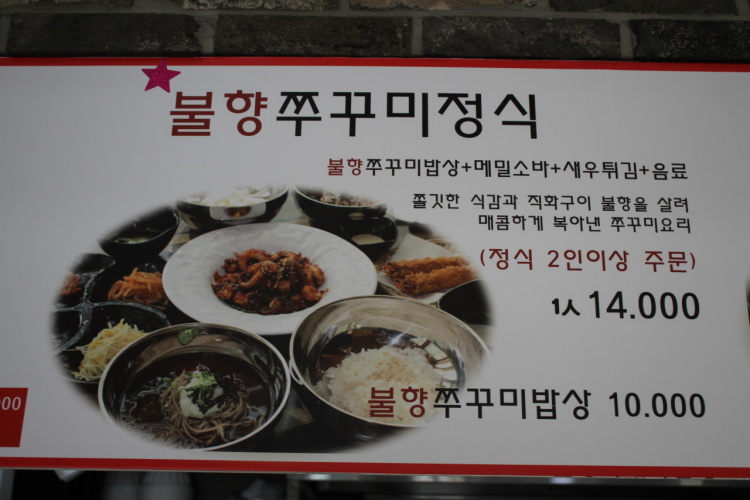 불향쭈꾸미정식
불향쭈꾸미밥상+메밀소바+새우튀김+음료
쫄깃한 식감과 직화구이 불향을 살려
매콤하게 복아낸 쭈꾸미요리
(정식 2인이상 주문)
1人 14.000
불향쭈꾸미밥상 10.000